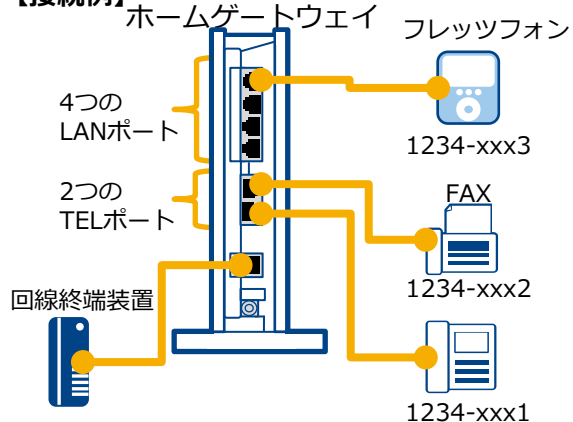 【接続例】
ホームゲートウェイ
フレッツフォン
4つの
LANポート
1234-xxx3
2つの
TELポート
FAX
1234-xxx2
回線終端装置
1234-xxx1